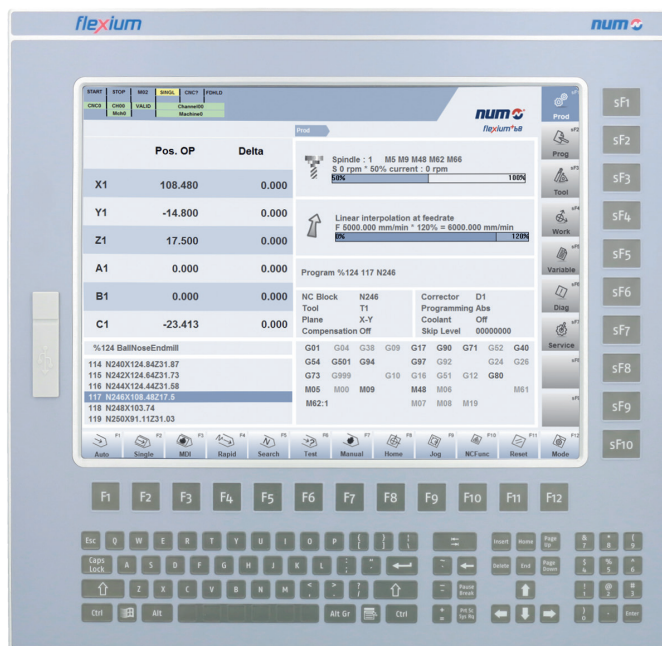 flexium
num
START STOP M02 SINGL CNC? FDHLD
CNC0 CH00 VALID Channel00
Mch0 Machine0
num
flexium+68
Prod
Pos. OP Delta
X1 108.480 0.000
Y1 -14.800 0.000
Z1 17.500 0.000
A1 0.000 0.000
B1 0.000 0.000
C1 -23.413 0.000
%124 BallNoseEndmill
114 N240X124.84Z31.87
115 N242X124.64Z31.73
116 N244X124.44Z31.58
117 N246X108.48Z17.5
118 N248X103.74
119 N250X91.11Z31.03
Spindle : 1 M5 M9 M48 M62 M66
S 0 rpm * 50% current : 0 rpm
50% 100%
Linear interpolation at feedrate
F 5000.000 mm/min * 120% = 6000.000 mm/min
0% 120%
Program %124 117 N246
NC Block N246
Tool T1
Plane X-Y
Compensation Off
Corrector D1
Programming Abs
Coolant Off
Skip Level 00000000
G01 G04 G38 G09 G17 G90 G71 G52 G40
G54 G501 G94 G97 G92 G24 G26
G73 G999 G10 G16 G51 G12 G80
M05 M00 M09 M48 M06 M61
M62:1 M07 M08 M19
sF1
Prod
sF2
Prog
sF3
Tool
sF4
Work
sF5
Variable
sF6
Diag
sF7
Service
sF8
sF9
F1 F2 F3 F4 F5 F6 F7 F8 F9 F10 F11 F12
Auto Single MDI Rapid Search Test Manual Home Jog NCFunc Reset Mode
sF1
sF2
sF3
sF4
sF5
sF6
sF7
sF8
sF9
sF10
F1 F2 F3 F4 F5 F6 F7 F8 F9 F10 F11 F12
Esc Q W E R T Y U I O P { [ } ] Insert Home Page Up & 7 * 8 ( 9
Caps Lock A S D F G H J K L : ; Delete End Page Down $ 4 % 5 ^ 6
Z X C V B N M < , > . ? / Pause Break ! 1 @ 2 # 3
Ctrl Alt Alt Gr Ctrl + = Prt Sc Sys Rq ) 0 . Enter